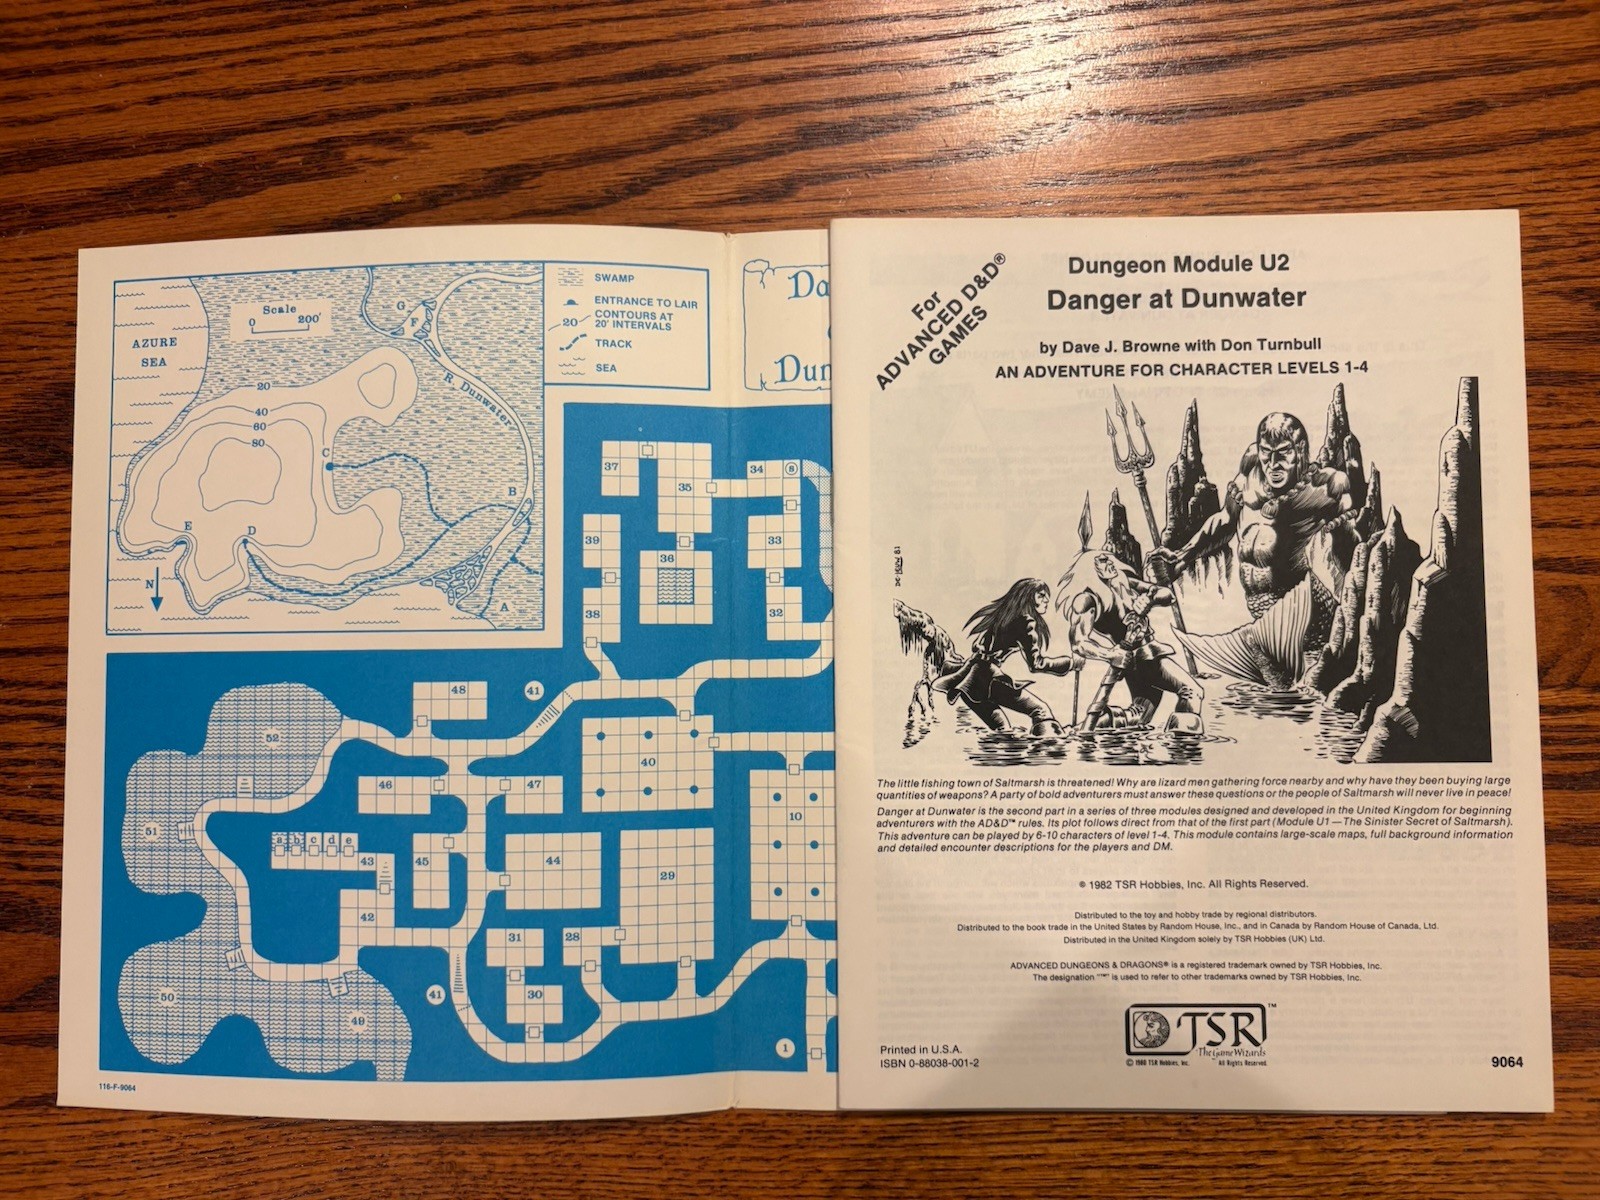 AZURE
SEA
Scale
0 200'
20
40
60
80
A
B
C
D
E
F
G
N
R. Dunwater
SWAMP
ENTRANCE TO LAIR
20
CONTOURS AT
20' INTERVALS
TRACK
SEA
Da
Dun
37
35
34
8
39
36
33
38
32
48
41
52
40
46
47
10
51
a b c d e
43
45
44
29
42
31
28
50
41
30
49
1
116-F-9064
For
ADVANCED D&D®
GAMES
Dungeon Module U2
Danger at Dunwater
by Dave J. Browne with Don Turnbull
AN ADVENTURE FOR CHARACTER LEVELS 1-4
The little fishing town of Saltmarsh is threatened! Why are lizard men gathering force nearby and why have they been buying large
quantities of weapons? A party of bold adventurers must answer these questions or the people of Saltmarsh will never live in peace!
Danger at Dunwater is the second part in a series of three modules designed and developed in the United Kingdom for beginning
adventurers with the AD&D™ rules. Its plot follows direct from that of the first part (Module U1—The Sinister Secret of Saltmarsh).
This adventure can be played by 6-10 characters of level 1-4. This module contains large-scale maps, full background information
and detailed encounter descriptions for the players and DM.
© 1982 TSR Hobbies, Inc. All Rights Reserved.
Distributed to the toy and hobby trade by regional distributors.
Distributed to the book trade in the United States by Random House, Inc., and in Canada by Random House of Canada, Ltd.
Distributed in the United Kingdom solely by TSR Hobbies (UK) Ltd.
ADVANCED DUNGEONS & DRAGONS® is a registered trademark owned by TSR Hobbies, Inc.
The designation "™" is used to refer to other trademarks owned by TSR Hobbies, Inc.
TSR™
The Game Wizards
© 1980 TSR Hobbies, Inc. All Rights Reserved.
Printed in U.S.A.
ISBN 0-88038-001-2
9064